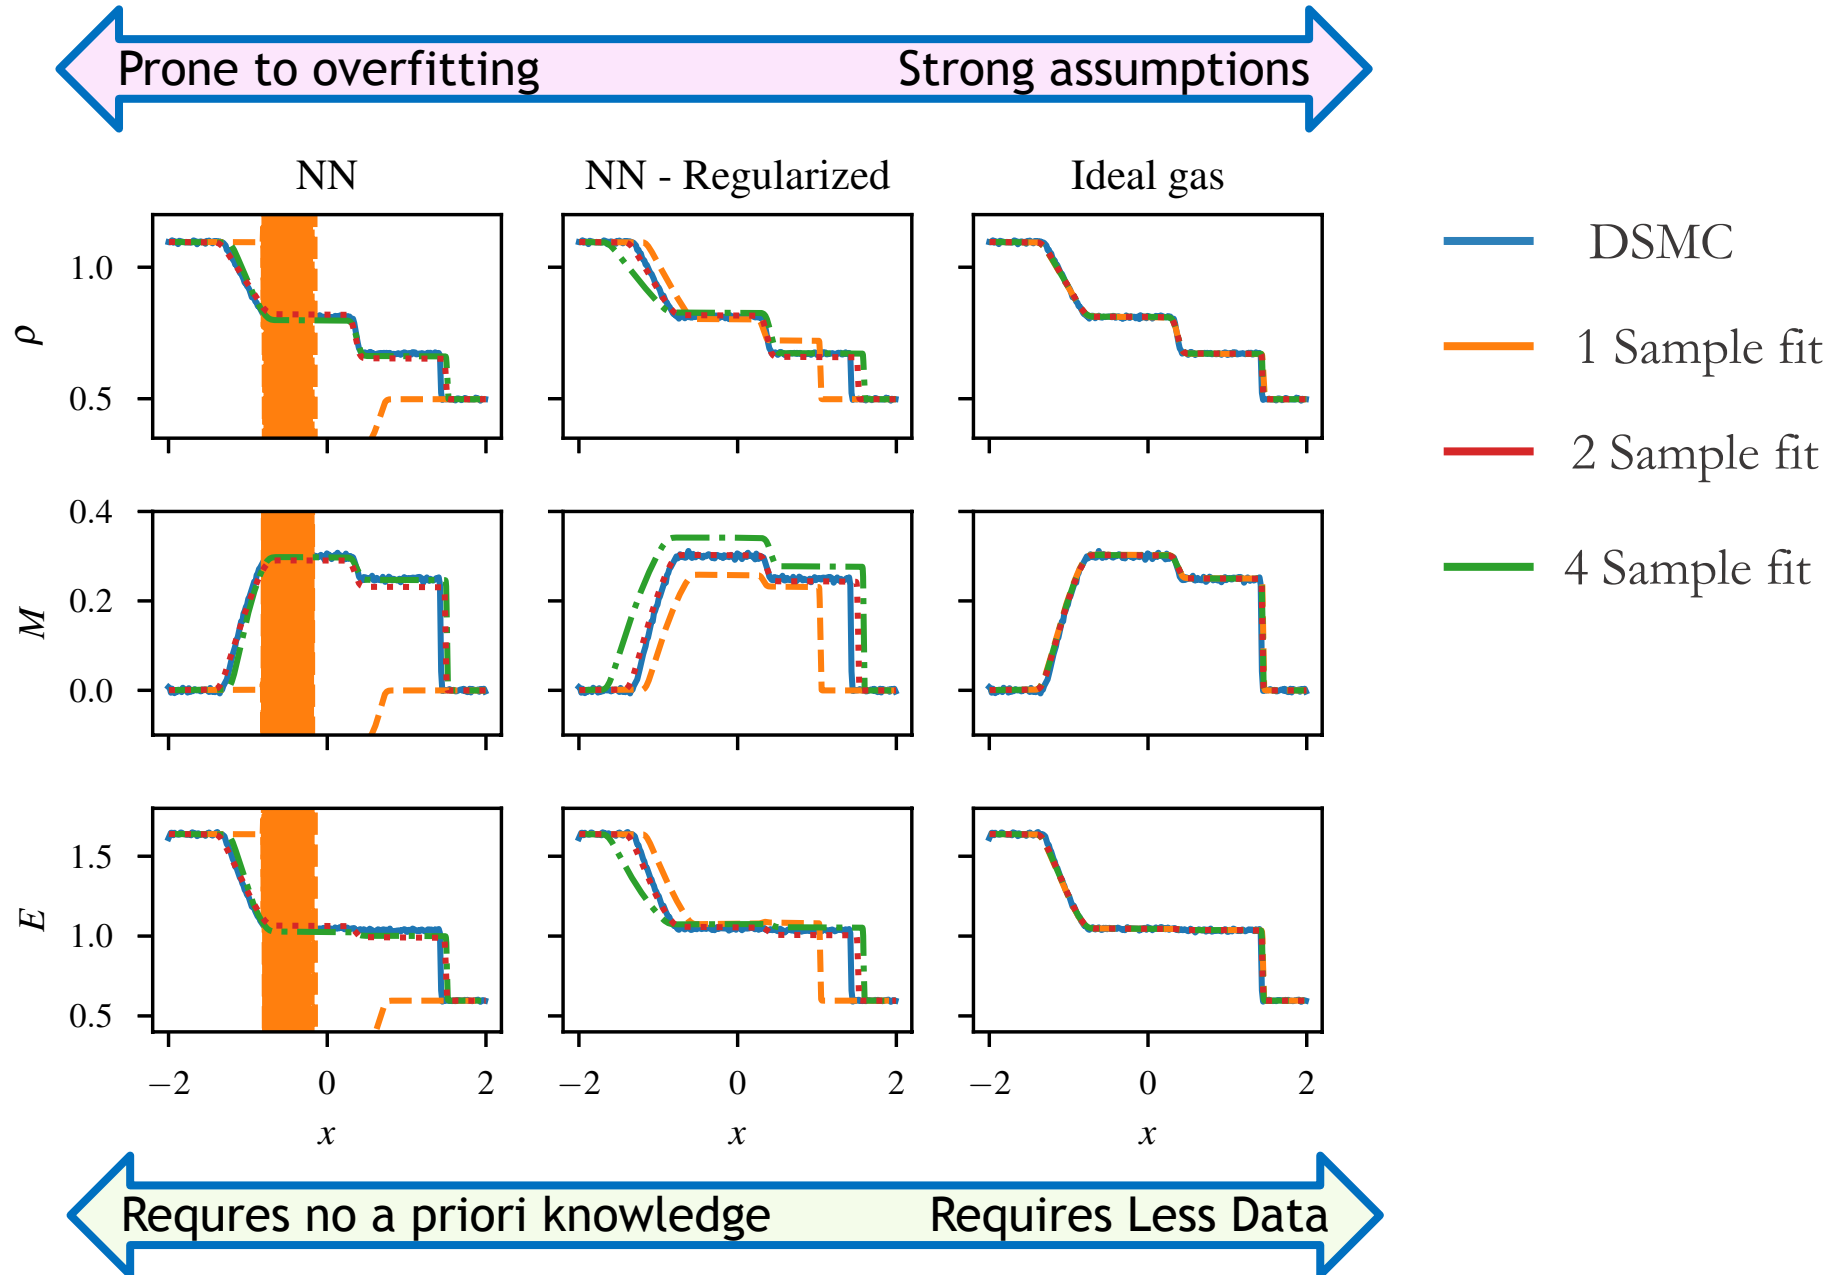 Prone to overfitting Strong assumptions
NN NN - Regularized Ideal gas
1.0
0.5
ρ
0.4
0.2
0.0
M
1.5
1.0
0.5
E
−2 0 2 −2 0 2 −2 0 2
x x x
DSMC
1 Sample fit
2 Sample fit
4 Sample fit
Requres no a priori knowledge Requires Less Data